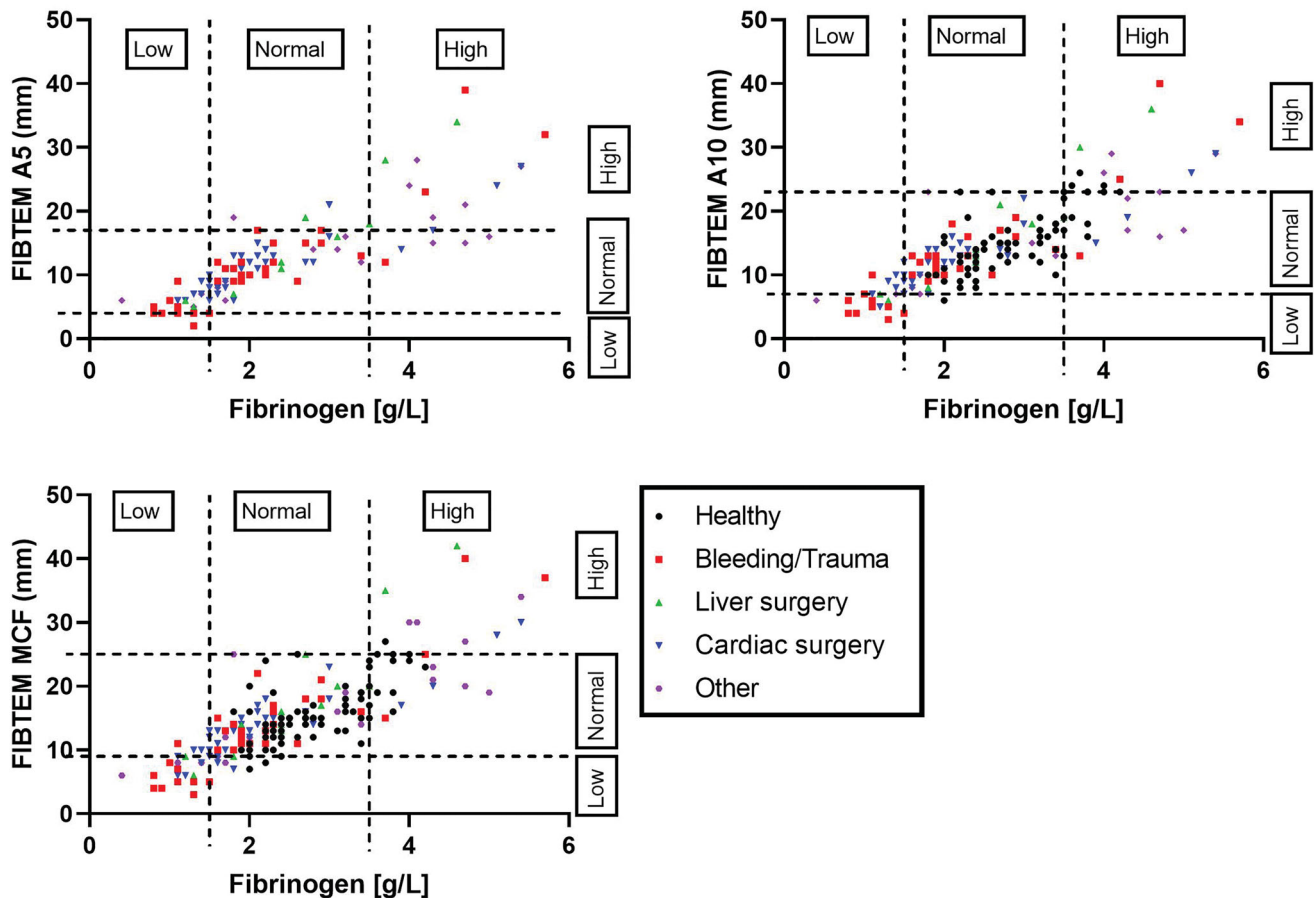 50
40
30
20
10
0
FIBTEM A5 (mm)
Low
Normal
High
High
Normal
Low
0
2
4
6
Fibrinogen [g/L]
50
40
30
20
10
0
FIBTEM A10 (mm)
Low
Normal
High
High
Normal
Low
0
2
4
6
Fibrinogen [g/L]
50
40
30
20
10
0
FIBTEM MCF (mm)
Low
Normal
High
High
Normal
Low
0
2
4
6
Fibrinogen [g/L]
Healthy
Bleeding/Trauma
Liver surgery
Cardiac surgery
Other